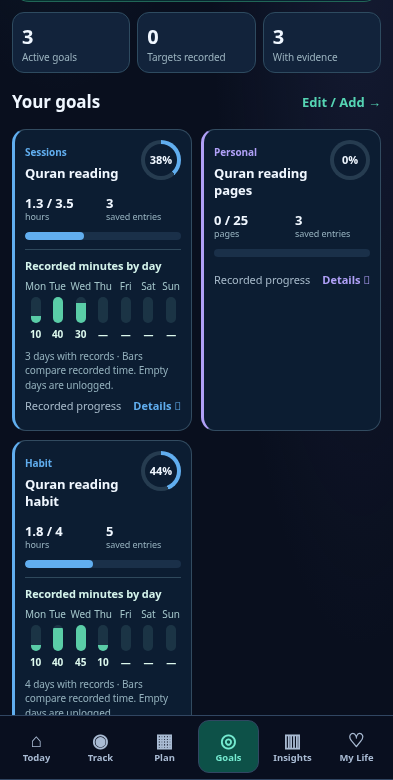 3
Active goals
0
Targets recorded
3
With evidence
Your goals
Edit / Add →
Sessions
38%
Quran reading
1.3 / 3.5
hours
3
saved entries
Recorded minutes by day
Mon Tue Wed Thu Fri Sat Sun
10 40 30 — — — —
3 days with records · Bars
compare recorded time. Empty
days are unlogged.
Recorded progress
Details
Personal
0%
Quran reading
pages
0 / 25
pages
3
saved entries
Recorded progress
Details
Habit
44%
Quran reading
habit
1.8 / 4
hours
5
saved entries
Recorded minutes by day
Mon Tue Wed Thu Fri Sat Sun
10 40 45 10 — — —
4 days with records · Bars
compare recorded time. Empty
days are unlogged.
Today
Track
Plan
Goals
Insights
My Life